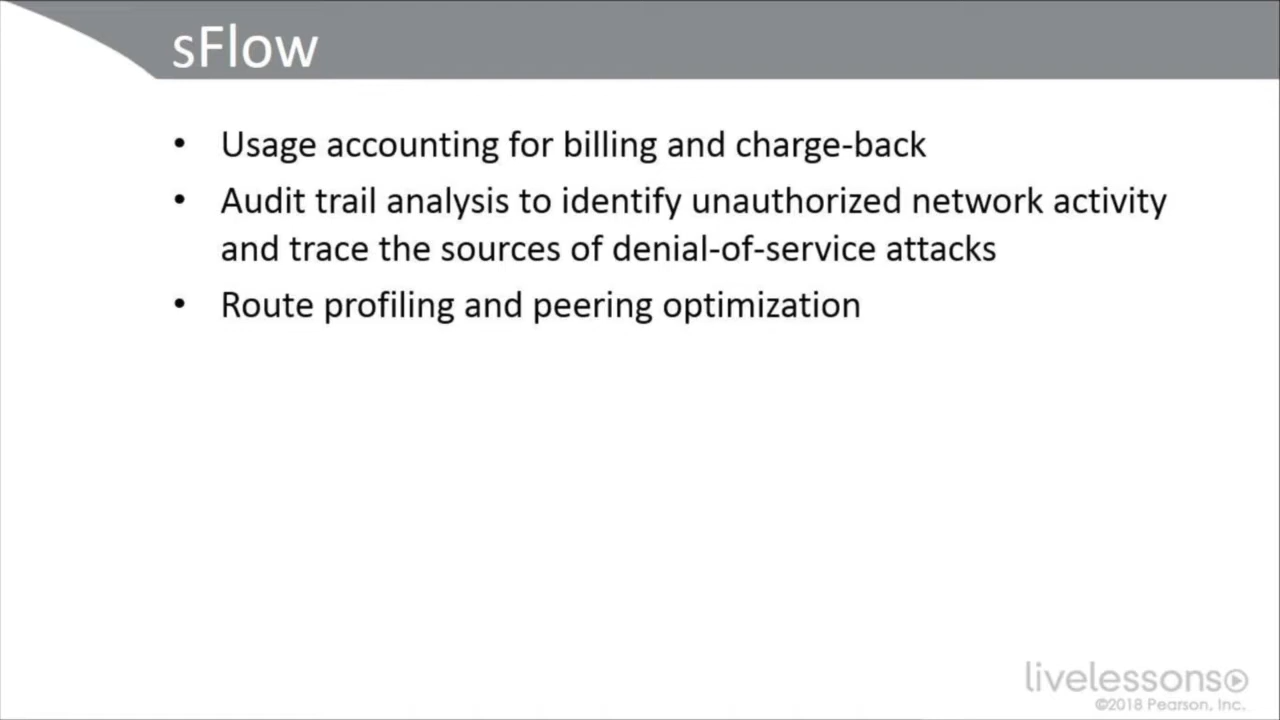 sFlow
• Usage accounting for billing and charge-back
• Audit trail analysis to identify unauthorized network activity
and trace the sources of denial-of-service attacks
• Route profiling and peering optimization
livelessons
©2018 Pearson, Inc.